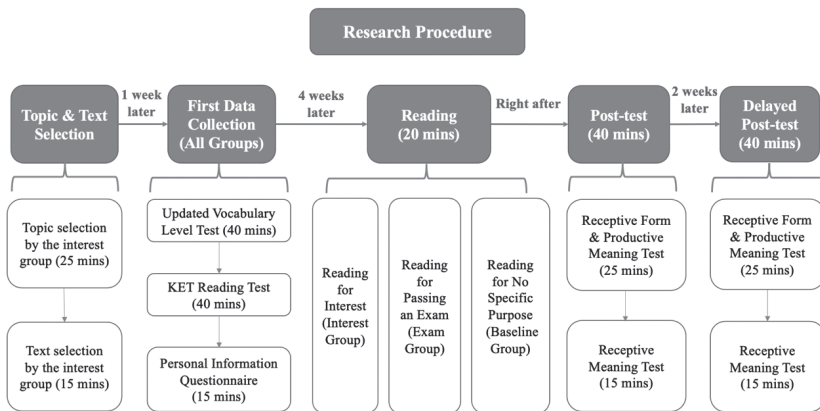 Research Procedure
Topic & Text
Selection
1 week
later
First Data
Collection
(All Groups)
4 weeks
later
Reading
(20 mins)
Right after
Post-test
(40 mins)
2 weeks
later
Delayed
Post-test
(40 mins)
Topic selection
by the interest
group (25 mins)
Text selection
by the interest
group (15 mins)
Updated Vocabulary
Level Test (40 mins)
KET Reading Test
(40 mins)
Personal Information
Questionnaire
(15 mins)
Reading
for
Interest
(Interest
Group)
Reading
for
Passing
an Exam
(Exam
Group)
Reading
for No
Specific
Purpose
(Baseline
Group)
Receptive Form
& Productive
Meaning Test
(25 mins)
Receptive
Meaning Test
(15 mins)
Receptive Form
& Productive
Meaning Test
(25 mins)
Receptive
Meaning Test
(15 mins)